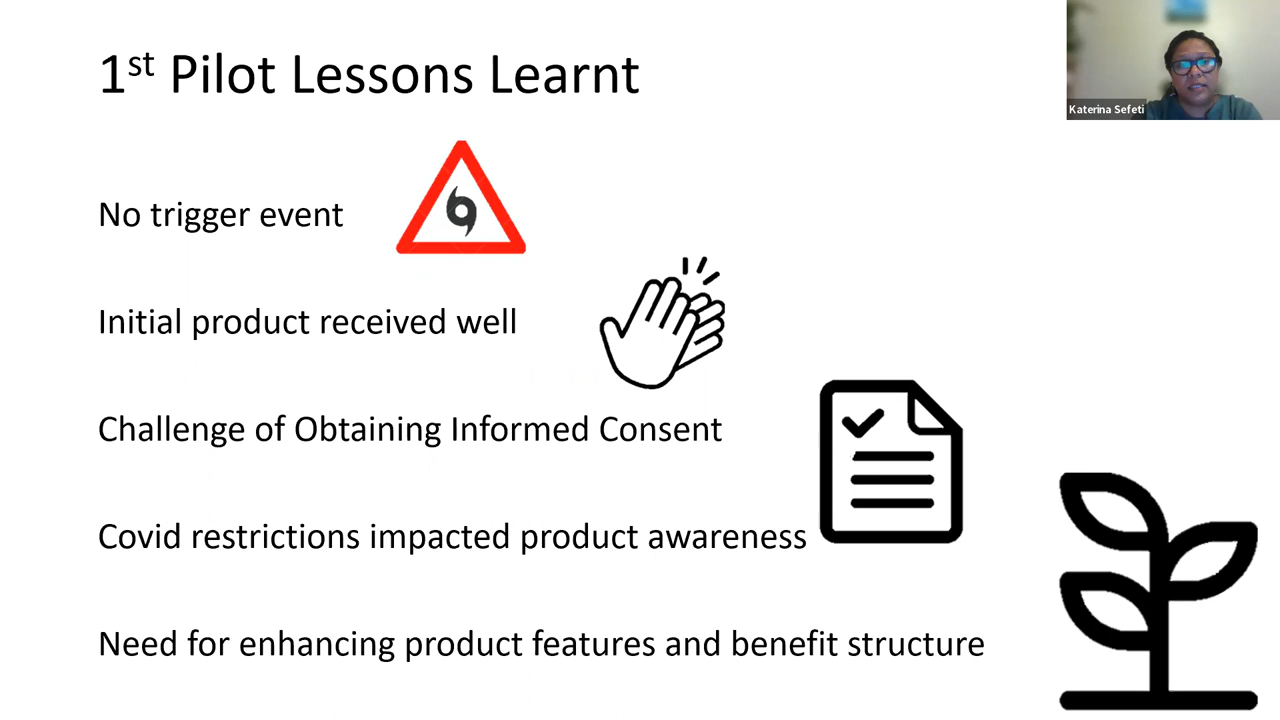 1st Pilot Lessons Learnt
Katerina Sefeti
No trigger event
Initial product received well
Challenge of Obtaining Informed Consent
Covid restrictions impacted product awareness
Need for enhancing product features and benefit structure